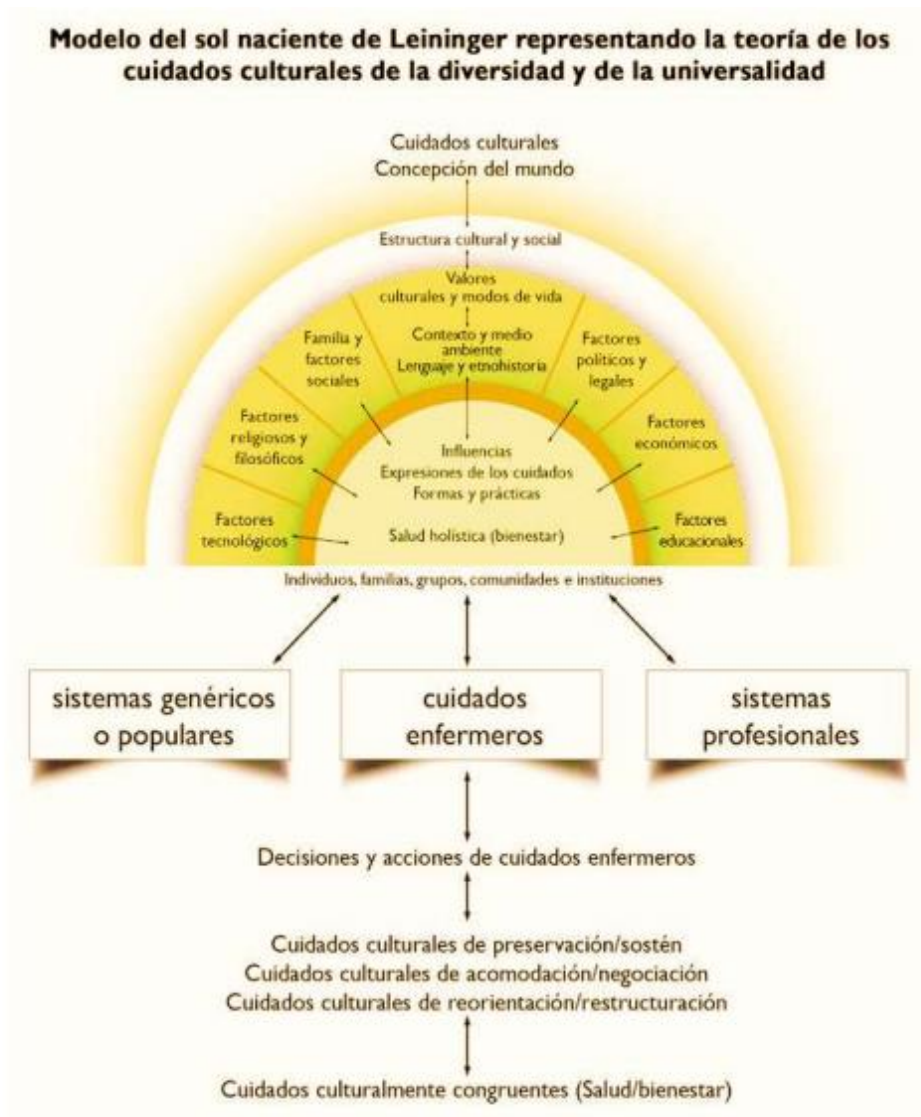 Modelo del sol naciente de Leininger representando la teoría de los
cuidados culturales de la diversidad y de la universalidad
Cuidados culturales
Concepción del mundo
Estructura cultural y social
Valores
culturales y modos de vida
Contexto y medio
ambiente
Lenguaje y etnohistoria
Familia y
factores
sociales
Factores
políticos y
legales
Factores
religiosos y
filosóficos
Factores
económicos
Factores
tecnológicos
Factores
educacionales
Influencias
Expresiones de los cuidados
Formas y prácticas
Salud holística (bienestar)
Individuos, familias, grupos, comunidades e instituciones
sistemas genéricos
o populares
cuidados
enfermeros
sistemas
profesionales
Decisiones y acciones de cuidados enfermeros
Cuidados culturales de preservación/sostén
Cuidados culturales de acomodación/negociación
Cuidados culturales de reorientación/restructuración
Cuidados culturalmente congruentes (Salud/bienestar)